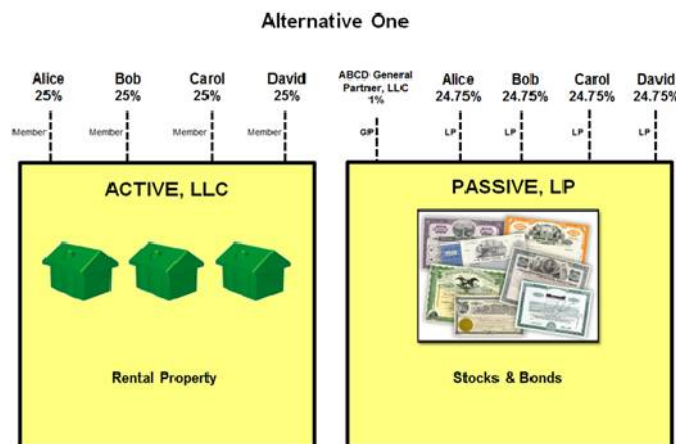 Alternative One
Alice
25%
Bob
25%
Carol
25%
David
25%
ABCD General
Partner, LLC
1%
Alice
24.75%
Bob
24.75%
Carol
24.75%
David
24.75%
Member
Member
Member
Member
G/P
LP
LP
LP
LP
ACTIVE, LLC
Rental Property
PASSIVE, LP
Stocks & Bonds